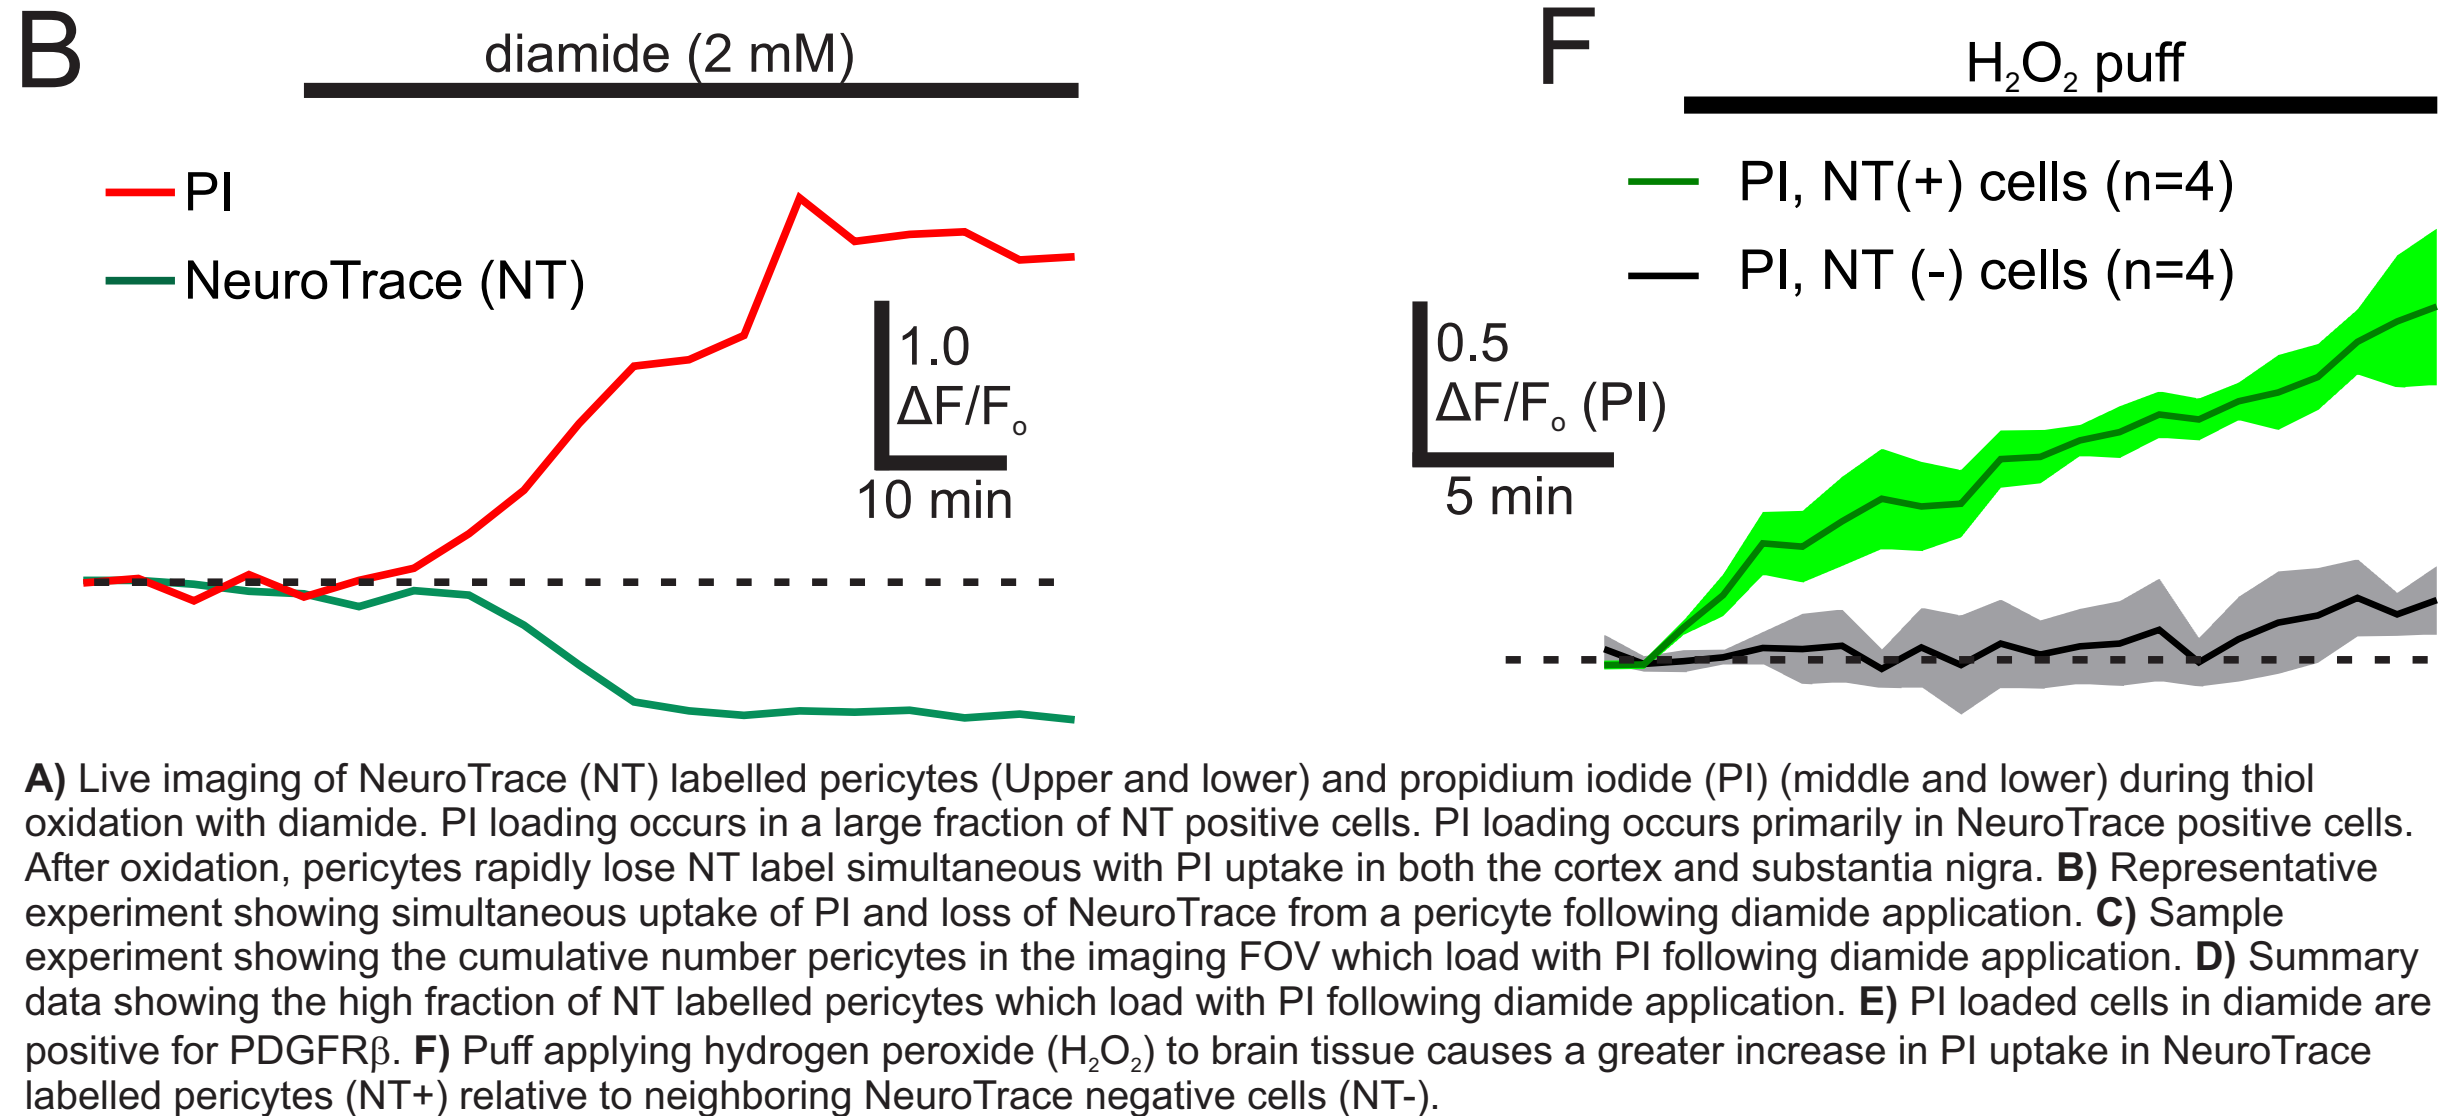 B
diamide (2 mM)
PI
NeuroTrace (NT)
1.0
ΔF/Fₒ
10 min
F
H₂O₂ puff
PI, NT(+) cells (n=4)
PI, NT (-) cells (n=4)
0.5
ΔF/Fₒ (PI)
5 min
A) Live imaging of NeuroTrace (NT) labelled pericytes (Upper and lower) and propidium iodide (PI) (middle and lower) during thiol
oxidation with diamide. PI loading occurs in a large fraction of NT positive cells. PI loading occurs primarily in NeuroTrace positive cells.
After oxidation, pericytes rapidly lose NT label simultaneous with PI uptake in both the cortex and substantia nigra. B) Representative
experiment showing simultaneous uptake of PI and loss of NeuroTrace from a pericyte following diamide application. C) Sample
experiment showing the cumulative number pericytes in the imaging FOV which load with PI following diamide application. D) Summary
data showing the high fraction of NT labelled pericytes which load with PI following diamide application. E) PI loaded cells in diamide are
positive for PDGFRβ. F) Puff applying hydrogen peroxide (H₂O₂) to brain tissue causes a greater increase in PI uptake in NeuroTrace
labelled pericytes (NT+) relative to neighboring NeuroTrace negative cells (NT-).